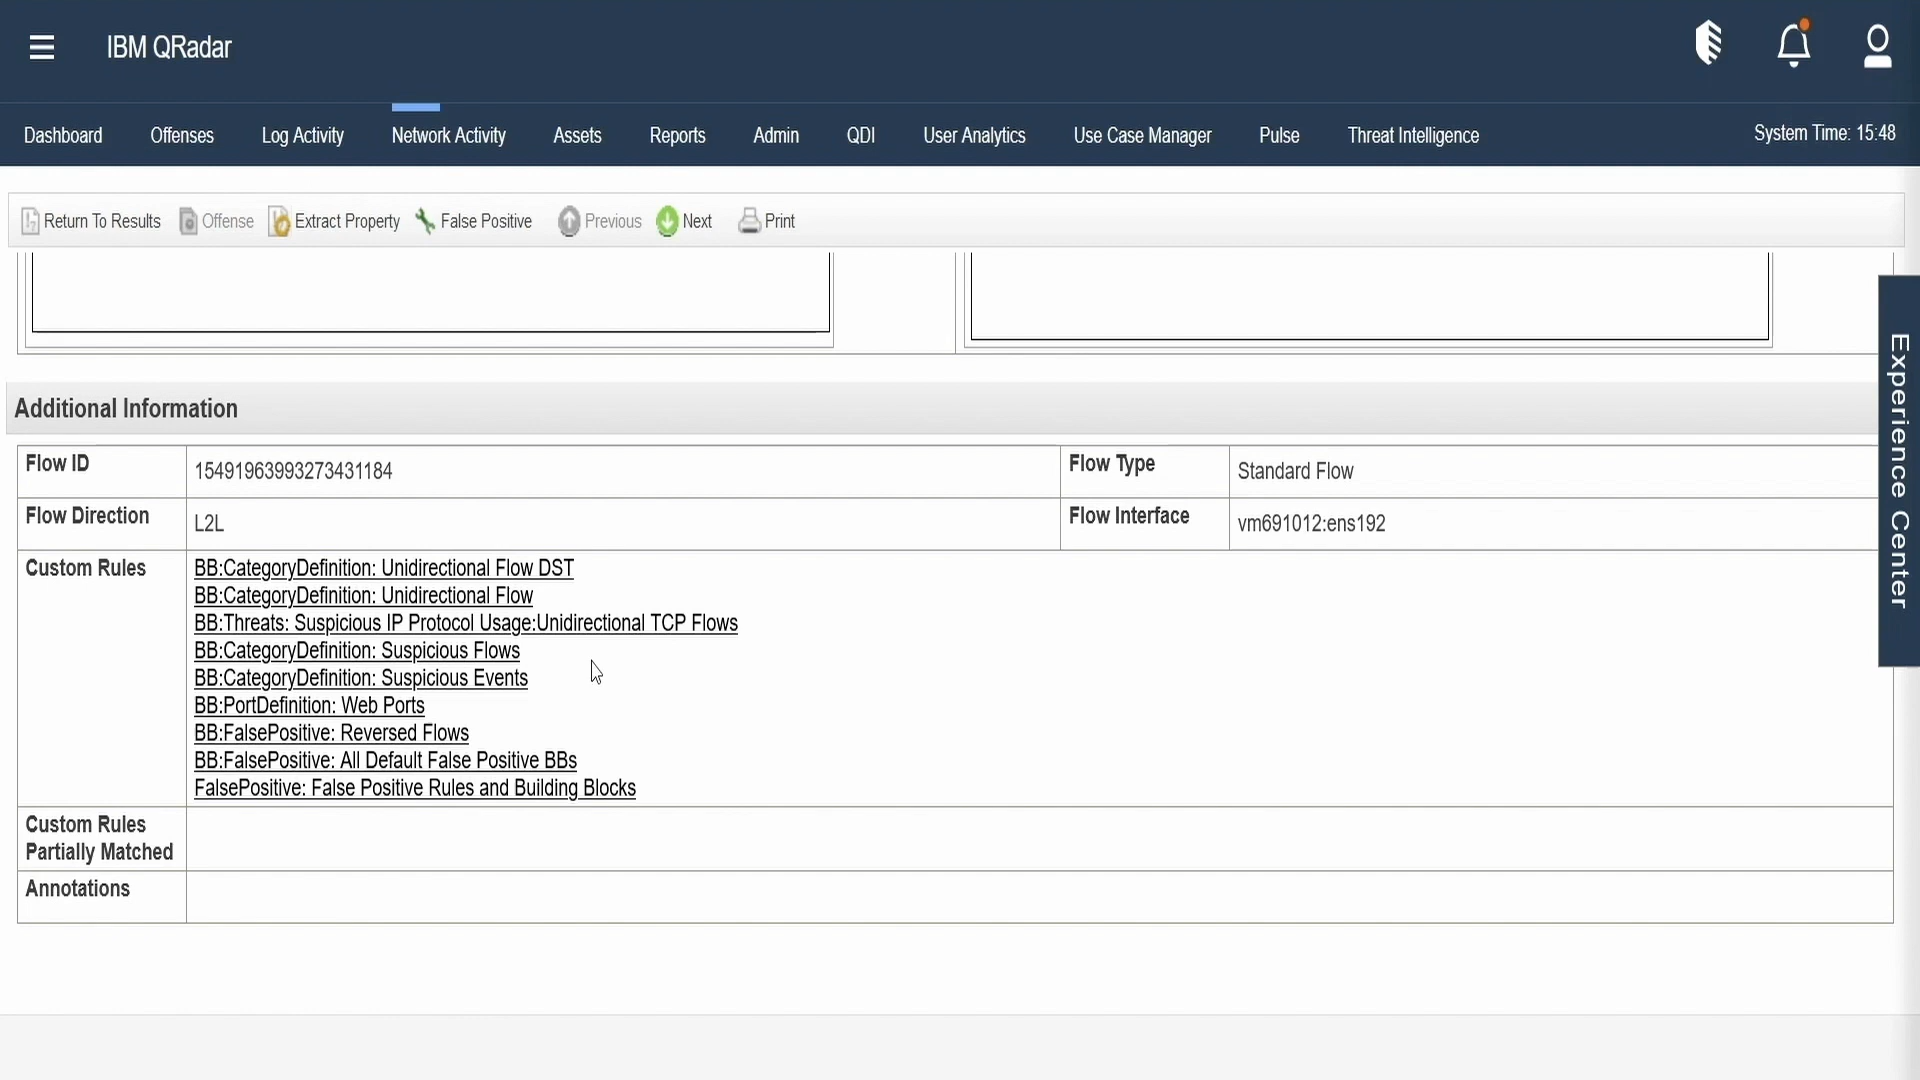 IBM QRadar
Dashboard Offenses Log Activity Network Activity Assets Reports Admin QDI User Analytics Use Case Manager Pulse Threat Intelligence System Time: 15:48
Return To Results Offense Extract Property False Positive Previous Next Print
Experience Center
Additional Information
Flow ID 15491963993273431184 Flow Type Standard Flow
Flow Direction L2L Flow Interface vm691012:ens192
Custom Rules BB:CategoryDefinition: Unidirectional Flow DST
BB:CategoryDefinition: Unidirectional Flow
BB:Threats: Suspicious IP Protocol Usage:Unidirectional TCP Flows
BB:CategoryDefinition: Suspicious Flows
BB:CategoryDefinition: Suspicious Events
BB:PortDefinition: Web Ports
BB:FalsePositive: Reversed Flows
BB:FalsePositive: All Default False Positive BBs
FalsePositive: False Positive Rules and Building Blocks
Custom Rules
Partially Matched
Annotations